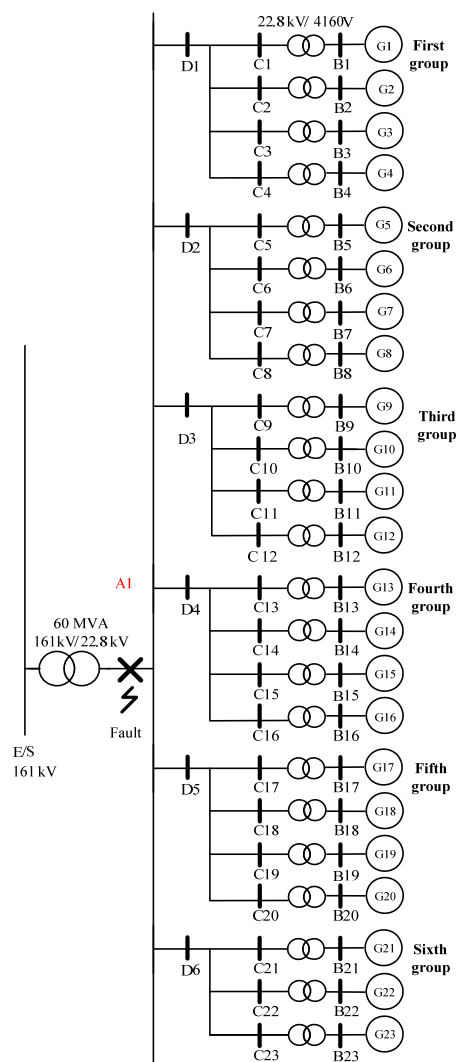 22.8 kV/ 4160V
G1
First
group
D1
C1
B1
G2
C2
B2
G3
C3
B3
G4
C4
B4
G5
Second
group
D2
C5
B5
G6
C6
B6
G7
C7
B7
G8
C8
B8
G9
Third
group
D3
C9
B9
G10
C10
B10
G11
C11
B11
G12
C12
B12
A1
G13
Fourth
group
D4
C13
B13
60 MVA
161kV/22.8 kV
G14
C14
B14
G15
C15
B15
Fault
G16
C16
B16
E/S
161 kV
G17
Fifth
group
D5
C17
B17
G18
C18
B18
G19
C19
B19
G20
C20
B20
G21
Sixth
group
D6
C21
B21
G22
C22
B22
G23
C23
B23